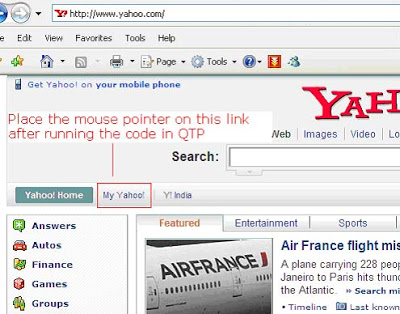 http://www.yahoo.com/
dit View Favorites Tools Help
Page Tools
Get Yahoo! on your mobile phone
YAH
Place the mouse pointer on this link
after running the code in QTP
Web Images Video Lo
Search:
Yahoo! Home My Yahoo! Y! India
Answers
Autos
Finance
Games
Groups
Featured Entertainment Sports
AIRFRANCE
Air France flight mis
A plane carrying 228 peop
Janeiro to Paris hits thund
the Atlantic. » Search mi
• Timeline Last known